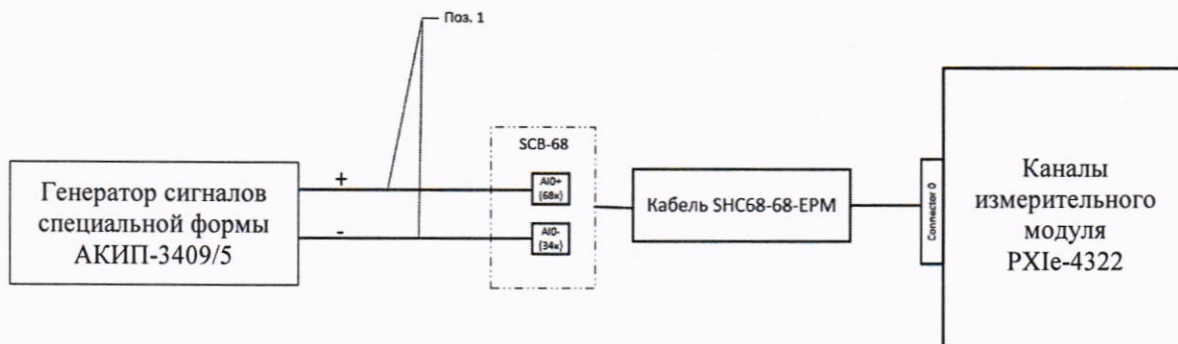 Поз. 1
SCB-68
Генератор сигналов
специальной формы
АКИП-3409/5
+
-
AI0+
(68к)
AI0-
(34к)
Кабель SHC68-68-EPM
Connector 0
Каналы
измерительного
модуля
PXIe-4322